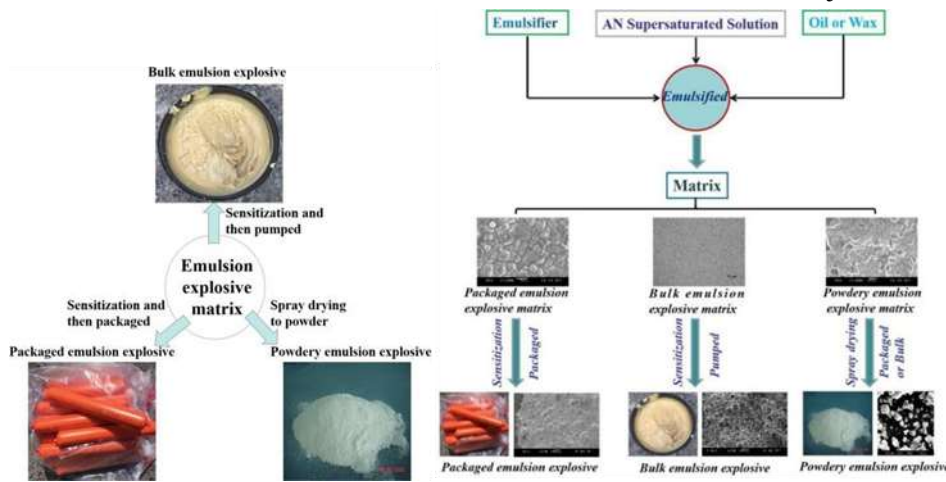 Bulk emulsion explosive
Sensitization and
then pumped
Emulsion
explosive
matrix
Sensitization and
then packaged
Spray drying
to powder
Packaged emulsion explosive
Powdery emulsion explosive
Emulsifier
AN Supersaturated Solution
Oil or Wax
Emulsified
Matrix
Packaged emulsion
explosive matrix
Bulk emulsion
explosive matrix
Powdery emulsion
explosive matrix
Sensitization
Packaged
Sensitization
Pumped
Spray drying
Packaged
or Bulk
Packaged emulsion explosive
Bulk emulsion explosive
Powdery emulsion explosive